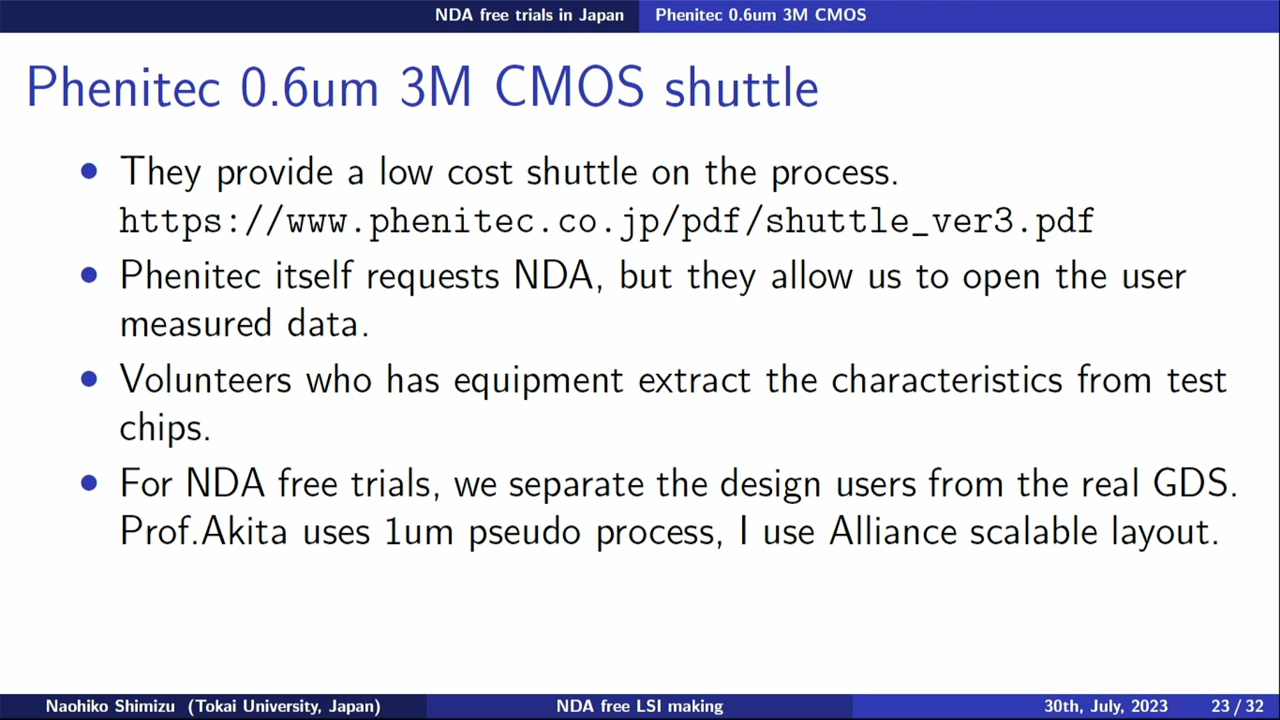 NDA free trials in Japan Phenitec 0.6um 3M CMOS
Phenitec 0.6um 3M CMOS shuttle
• They provide a low cost shuttle on the process.
https://www.phenitec.co.jp/pdf/shuttle_ver3.pdf
• Phenitec itself requests NDA, but they allow us to open the user
measured data.
• Volunteers who has equipment extract the characteristics from test
chips.
• For NDA free trials, we separate the design users from the real GDS.
Prof.Akita uses 1um pseudo process, I use Alliance scalable layout.
Naohiko Shimizu (Tokai University, Japan) NDA free LSI making 30th, July, 2023 23 / 32